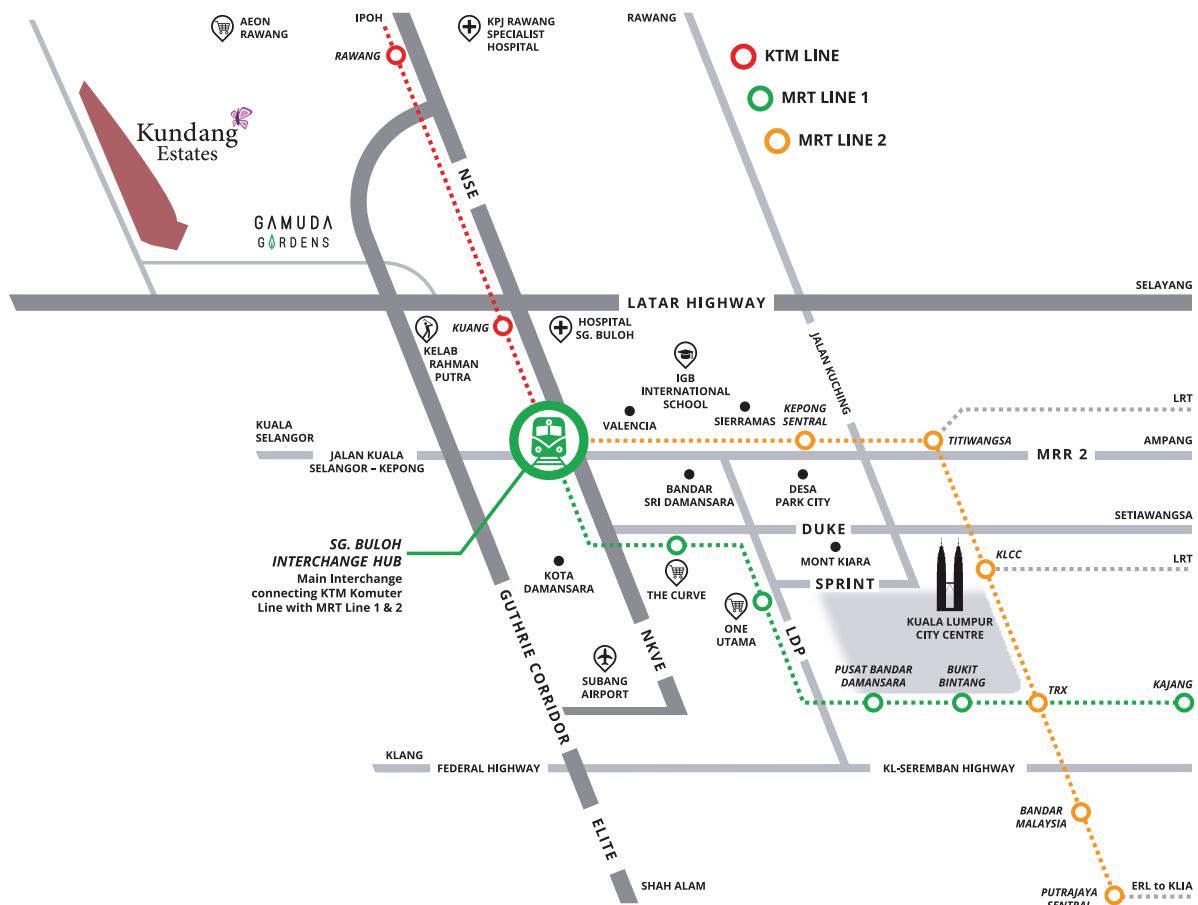 AEON
RAWANG
IPOH
KPJ RAWANG
SPECIALIST
HOSPITAL
RAWANG
RAWANG
KTM LINE
MRT LINE 1
MRT LINE 2
Kundang
Estates
NSE
GAMUDA
GARDENS
SELAYANG
LATAR HIGHWAY
KUANG
HOSPITAL
SG. BULOH
KELAB
RAHMAN
PUTRA
JALAN KUCHING
IGB
INTERNATIONAL
SCHOOL
VALENCIA
SIERRAMAS
KEPONG
SENTRAL
TITIWANGSA
LRT
KUALA
SELANGOR
AMPANG
JALAN KUALA
SELANGOR – KEPONG
MRR 2
BANDAR
SRI DAMANSARA
DESA
PARK CITY
SETIAWANGSA
DUKE
SG. BULOH
INTERCHANGE HUB
Main Interchange
connecting KTM Komuter
Line with MRT Line 1 & 2
KOTA
DAMANSARA
THE CURVE
MONT KIARA
SPRINT
KLCC
LRT
ONE
UTAMA
KUALA LUMPUR
CITY CENTRE
LDP
NKVE
GUTHRIE CORRIDOR
SUBANG
AIRPORT
PUSAT BANDAR
DAMANSARA
BUKIT
BINTANG
TRX
KAJANG
KLANG
FEDERAL HIGHWAY
KL-SEREMBAN HIGHWAY
BANDAR
MALAYSIA
ELITE
SHAH ALAM
PUTRAJAYA
SENTRAL
ERL to KLIA